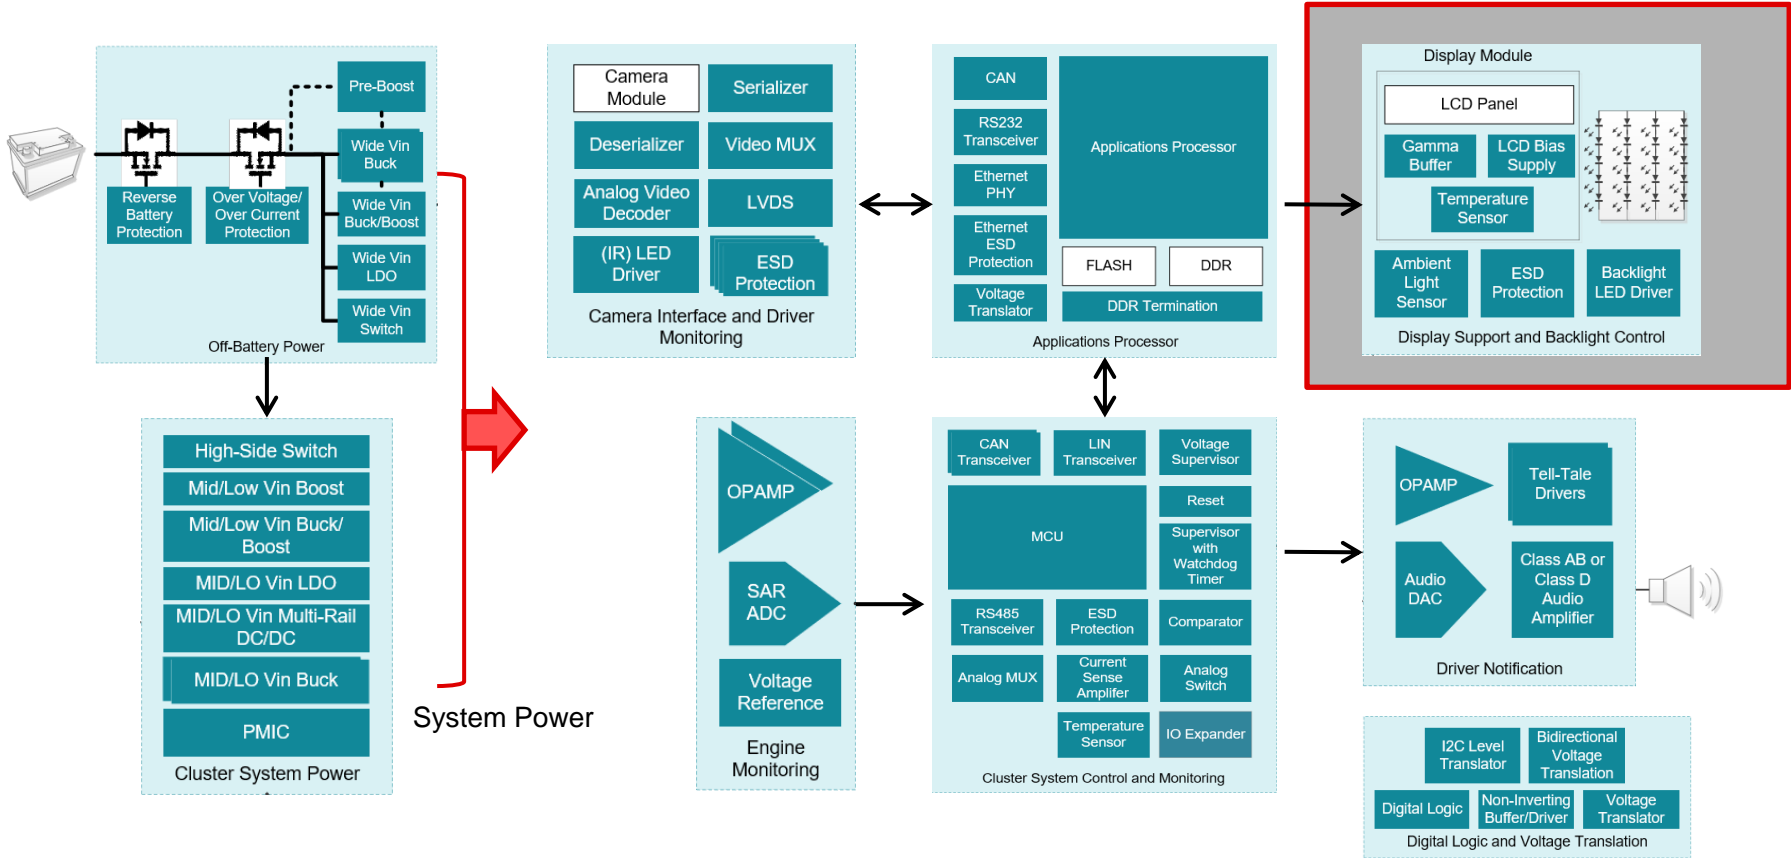 Pre-Boost
Wide Vin
Buck
Reverse
Battery
Protection
Over Voltage/
Over Current
Protection
Wide Vin
Buck/Boost
Wide Vin
LDO
Wide Vin
Switch
Off-Battery Power
High-Side Switch
Mid/Low Vin Boost
Mid/Low Vin Buck/
Boost
MID/LO Vin LDO
MID/LO Vin Multi-Rail
DC/DC
MID/LO Vin Buck
PMIC
Cluster System Power
System Power
Camera
Module
Serializer
Deserializer
Video MUX
Analog Video
Decoder
LVDS
(IR) LED
Driver
ESD
Protection
Camera Interface and Driver
Monitoring
OPAMP
SAR
ADC
Voltage
Reference
Engine
Monitoring
CAN
RS232
Transceiver
Ethernet
PHY
Ethernet
ESD
Protection
Voltage
Translator
Applications Processor
FLASH
DDR
DDR Termination
Applications Processor
CAN
Transceiver
LIN
Transceiver
Voltage
Supervisor
MCU
Reset
Supervisor
with
Watchdog
Timer
RS485
Transceiver
ESD
Protection
Comparator
Analog MUX
Current
Sense
Amplifer
Analog
Switch
Temperature
Sensor
IO Expander
Cluster System Control and Monitoring
Display Module
LCD Panel
Gamma
Buffer
LCD Bias
Supply
Temperature
Sensor
Ambient
Light
Sensor
ESD
Protection
Backlight
LED Driver
Display Support and Backlight Control
OPAMP
Tell-Tale
Drivers
Audio
DAC
Class AB or
Class D
Audio
Amplifier
Driver Notification
I2C Level
Translator
Bidirectional
Voltage
Translation
Digital Logic
Non-Inverting
Buffer/Driver
Voltage
Translator
Digital Logic and Voltage Translation